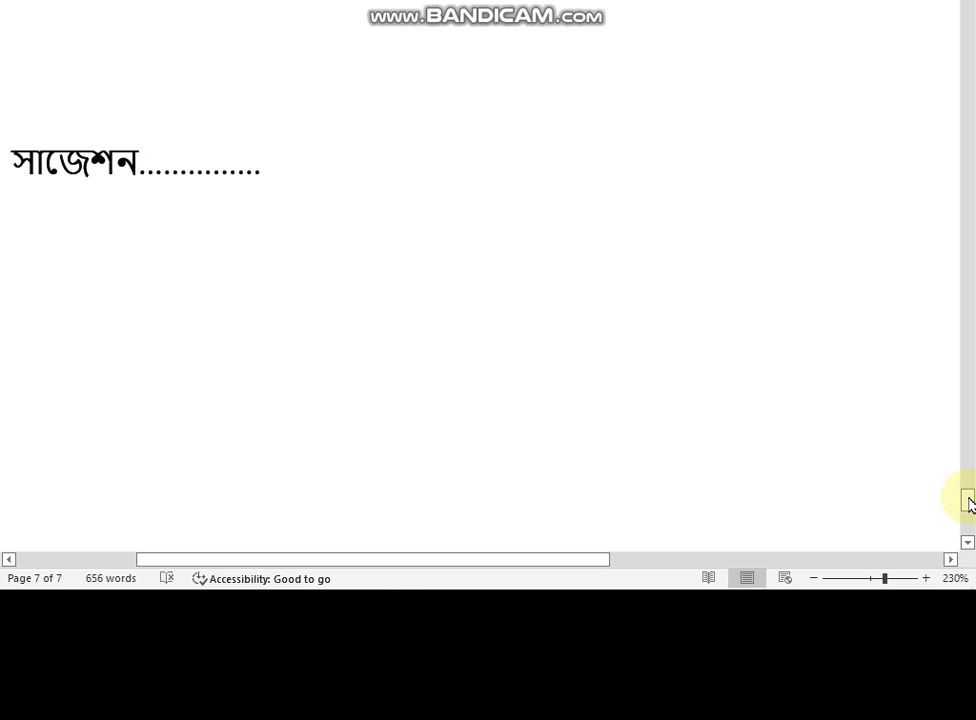 www.BANDICAM.com
সাজেশন...............
Page 7 of 7 656 words Accessibility: Good to go 230%